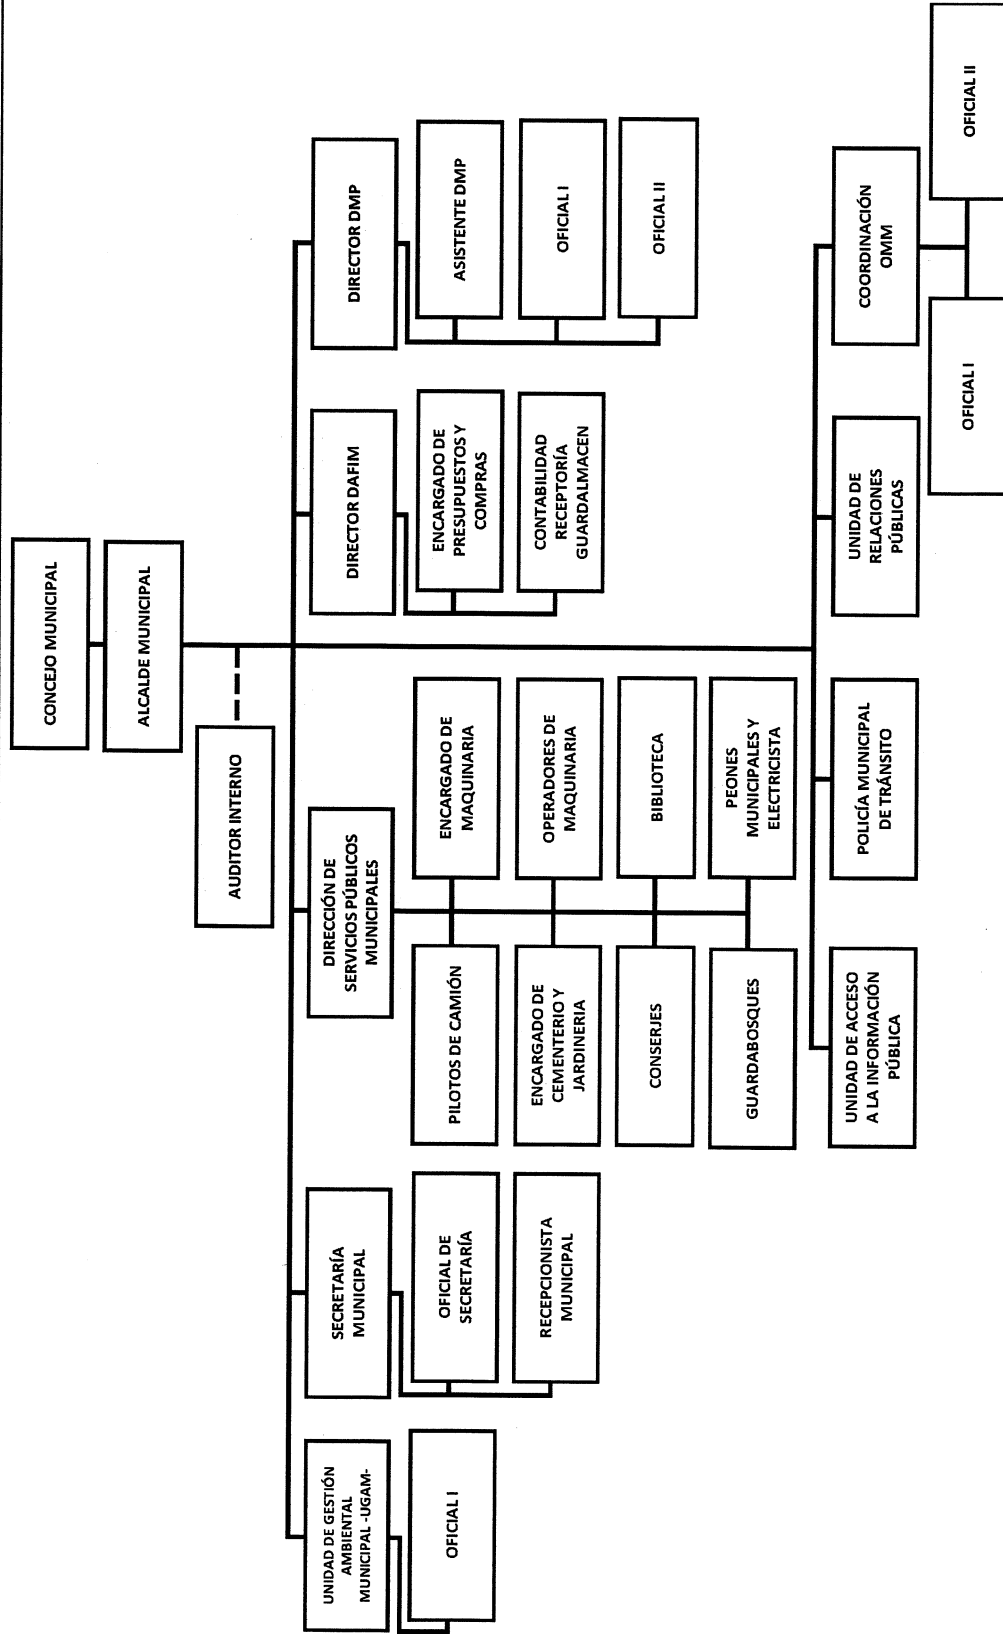 CONCEJO MUNICIPAL
ALCALDE MUNICIPAL
AUDITOR INTERNO
UNIDAD DE GESTIÓN
AMBIENTAL
MUNICIPAL -UGAM-
OFICIAL I
SECRETARÍA
MUNICIPAL
OFICIAL DE
SECRETARÍA
RECEPCIONISTA
MUNICIPAL
DIRECCIÓN DE
SERVICIOS PÚBLICOS
MUNICIPALES
PILOTOS DE CAMIÓN
ENCARGADO DE
MAQUINARIA
ENCARGADO DE
CEMENTERIO Y
JARDINERIA
OPERADORES DE
MAQUINARIA
CONSERJES
BIBLIOTECA
GUARDABOSQUES
PEONES
MUNICIPALES Y
ELECTRICISTA
DIRECTOR DAFIM
ENCARGADO DE
PRESUPUESTOS Y
COMPRAS
CONTABILIDAD
RECEPTORÍA
GUARDALMACEN
DIRECTOR DMP
ASISTENTE DMP
OFICIAL I
OFICIAL II
UNIDAD DE ACCESO
A LA INFORMACIÓN
PÚBLICA
POLICÍA MUNICIPAL
DE TRÁNSITO
UNIDAD DE
RELACIONES
PÚBLICAS
COORDINACIÓN
OMM
OFICIAL I
OFICIAL II